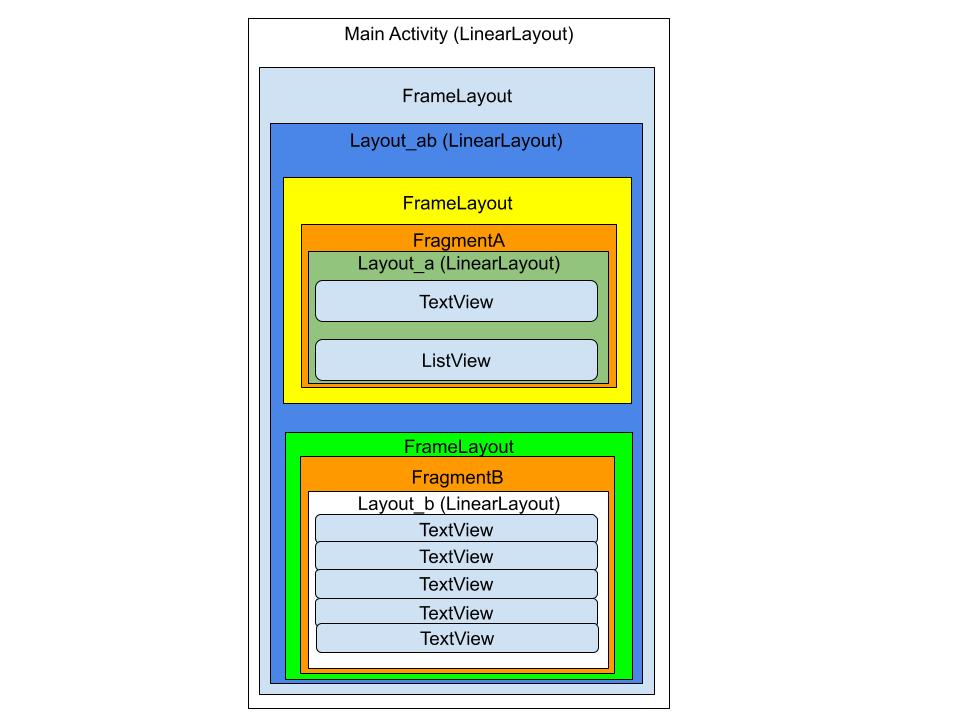 Main Activity (LinearLayout)
FrameLayout
Layout_ab (LinearLayout)
FrameLayout
FragmentA
Layout_a (LinearLayout)
TextView
ListView
FrameLayout
FragmentB
Layout_b (LinearLayout)
TextView
TextView
TextView
TextView
TextView